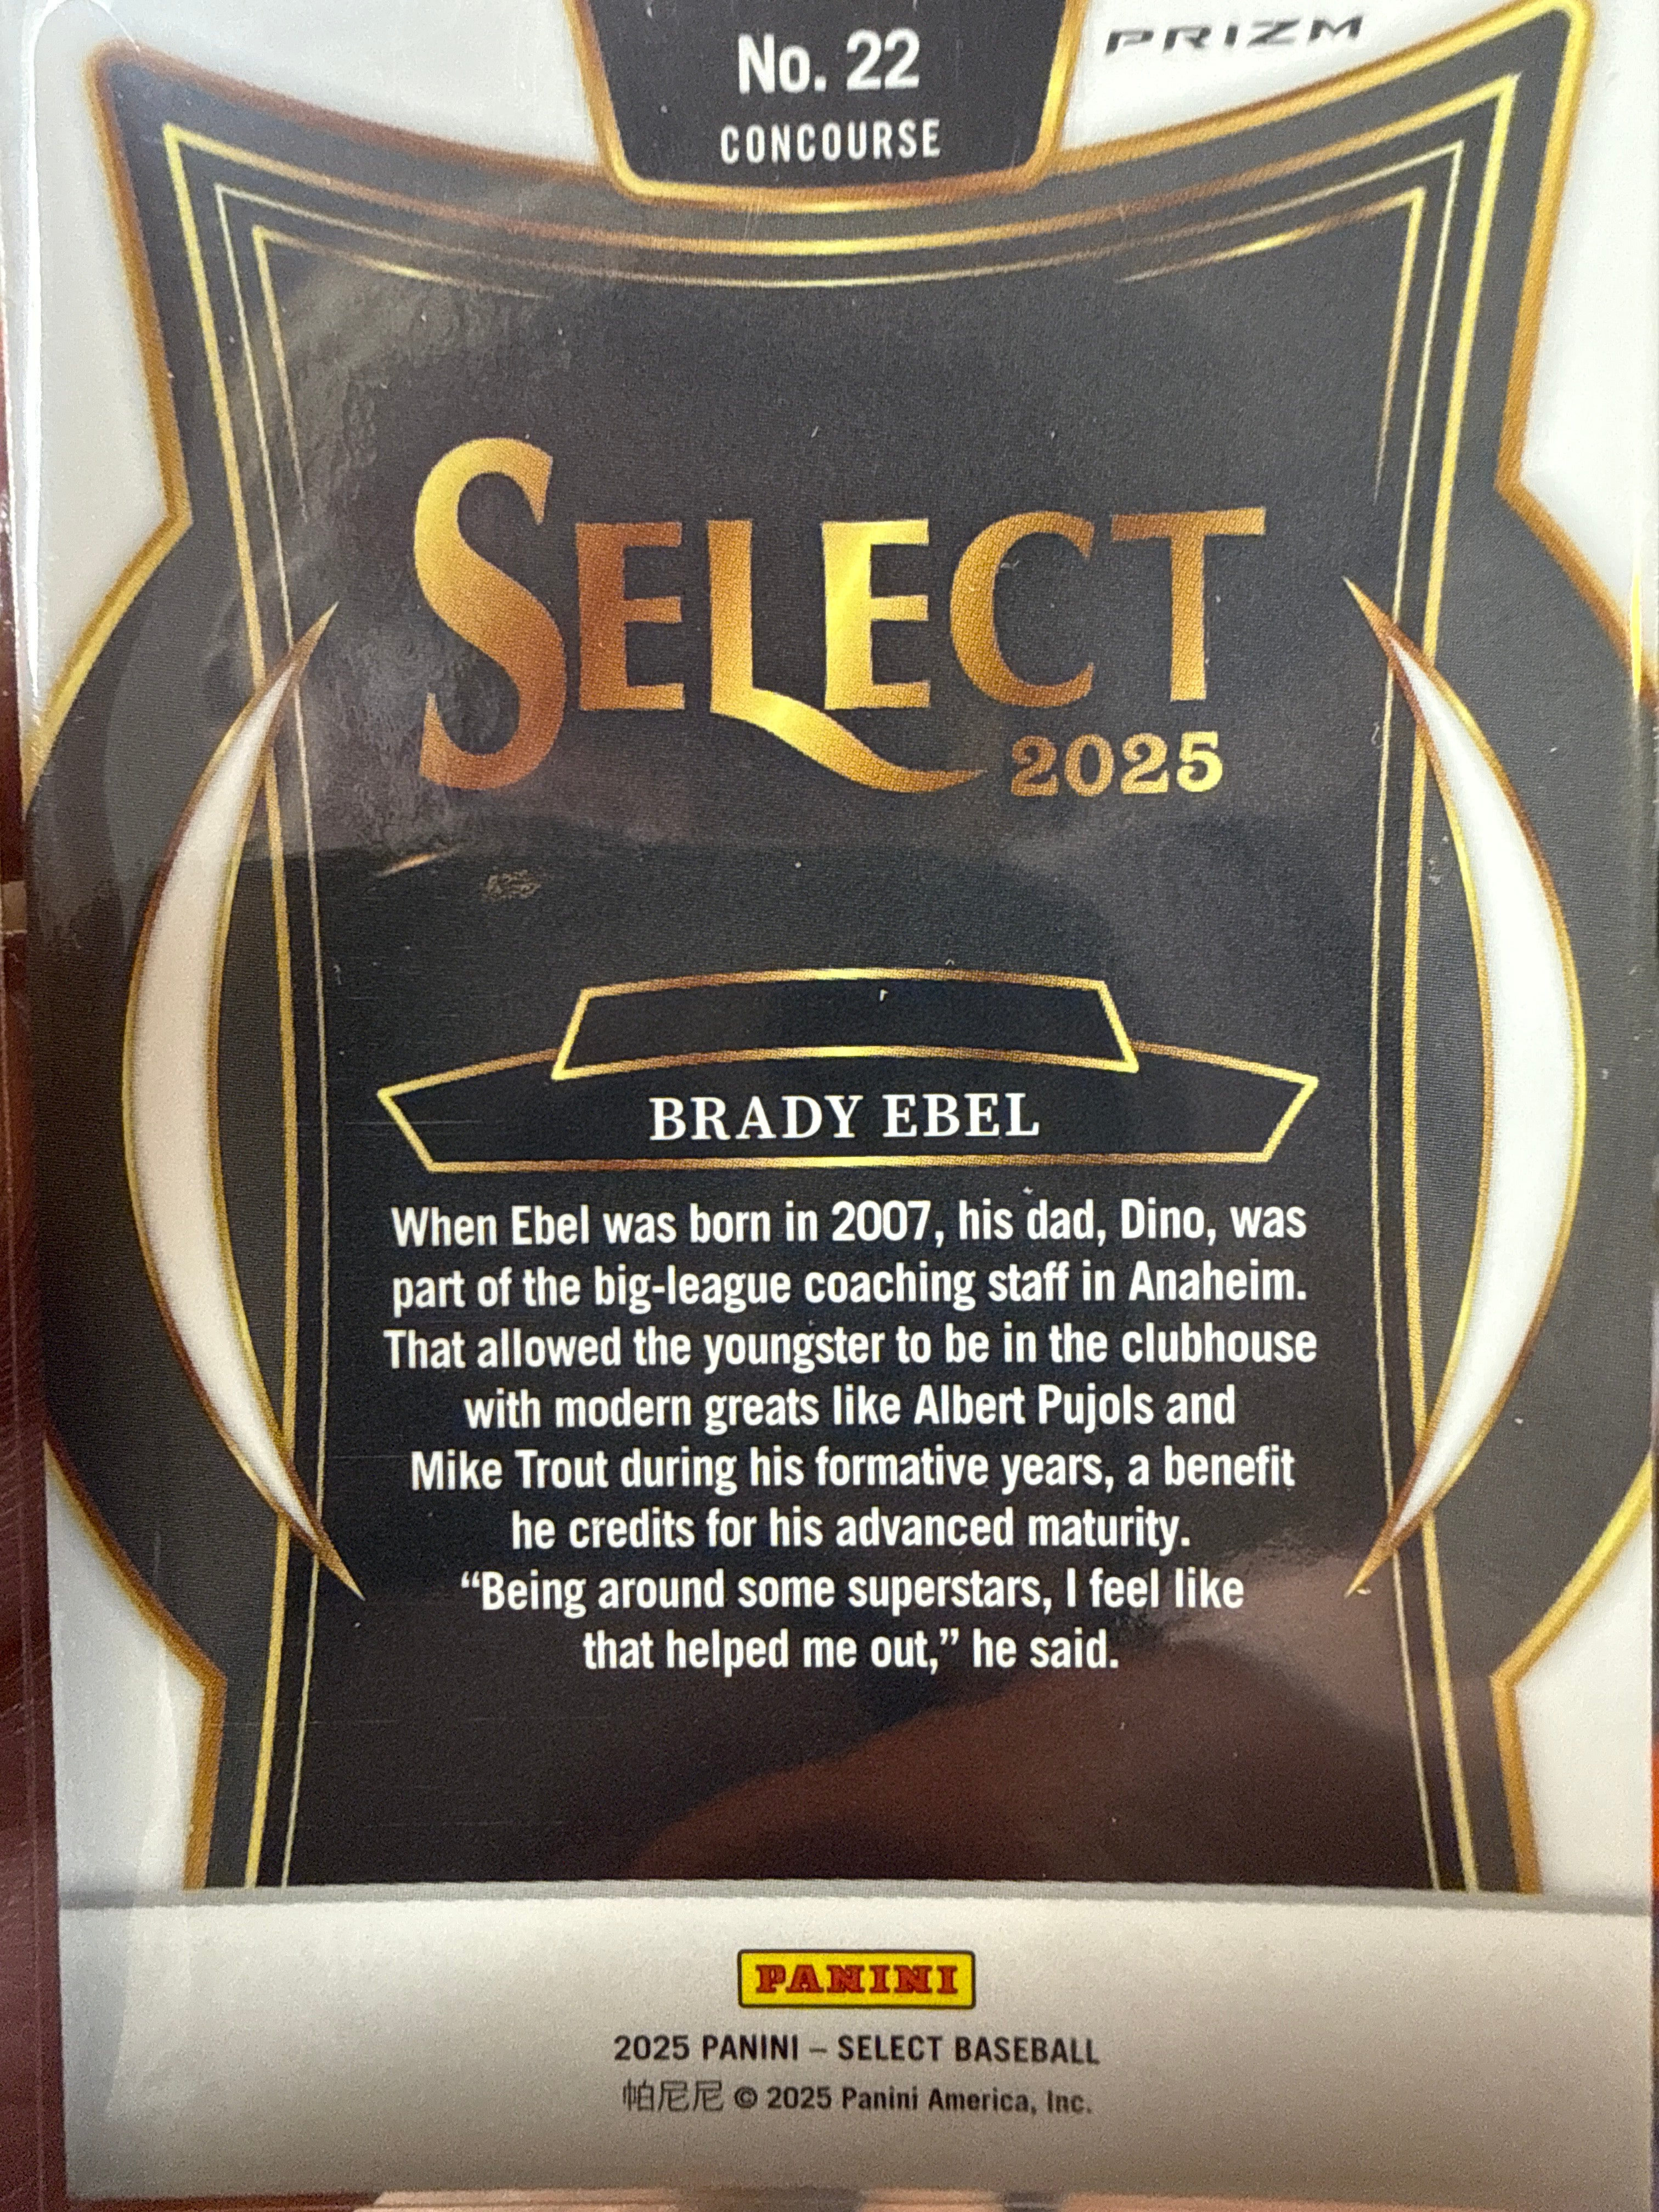 No. 22
PRIZM
CONCOURSE
SELECT
2025
BRADY EBEL
When Ebel was born in 2007, his dad, Dino, was
part of the big-league coaching staff in Anaheim.
That allowed the youngster to be in the clubhouse
with modern greats like Albert Pujols and
Mike Trout during his formative years, a benefit
he credits for his advanced maturity.
“Being around some superstars, I feel like
that helped me out,” he said.
PANINI
2025 PANINI – SELECT BASEBALL
帕尼尼 © 2025 Panini America, Inc.